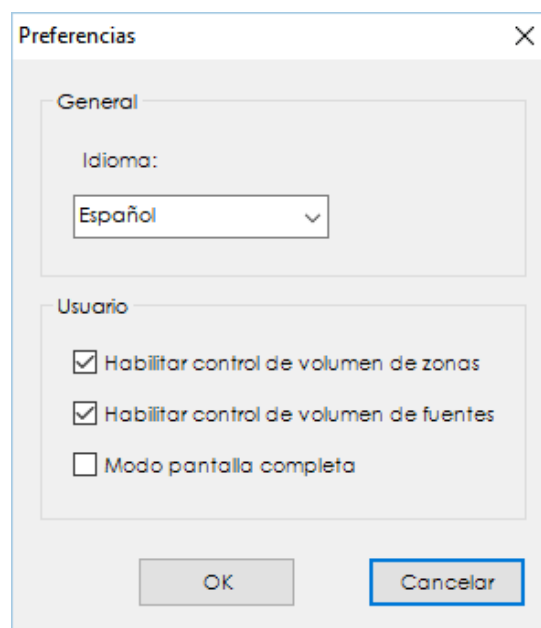 Preferencias
General
Idioma:
Español
Usuario
Habilitar control de volumen de zonas
Habilitar control de volumen de fuentes
Modo pantalla completa
OK Cancelar